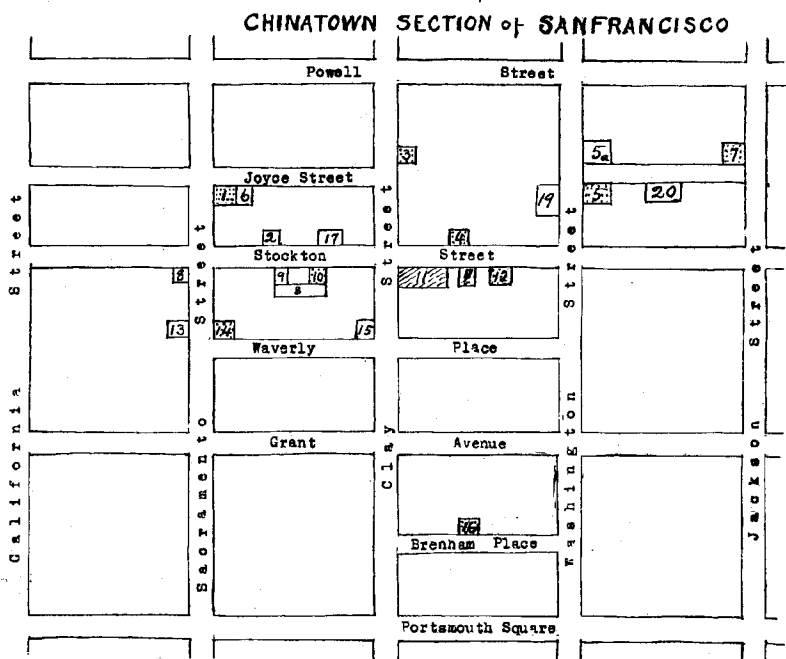 CHINATOWN SECTION of SANFRANCISCO
Powell Street
3
5a
7
Joyce Street
1 6
19
5
20
2
17
4
Stockton Street
8
9
10
11
12
13
14
15
Waverly Place
Grant Avenue
16
Brenham Place
Portsmouth Square
California Street
Sacramento Street
Clay Street
Washington Street
Jackson Street